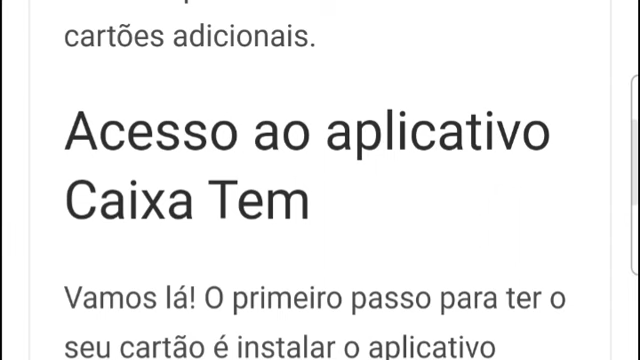 cartões adicionais.
Acesso ao aplicativo
Caixa Tem
Vamos lá! O primeiro passo para ter o
seu cartão é instalar o aplicativo